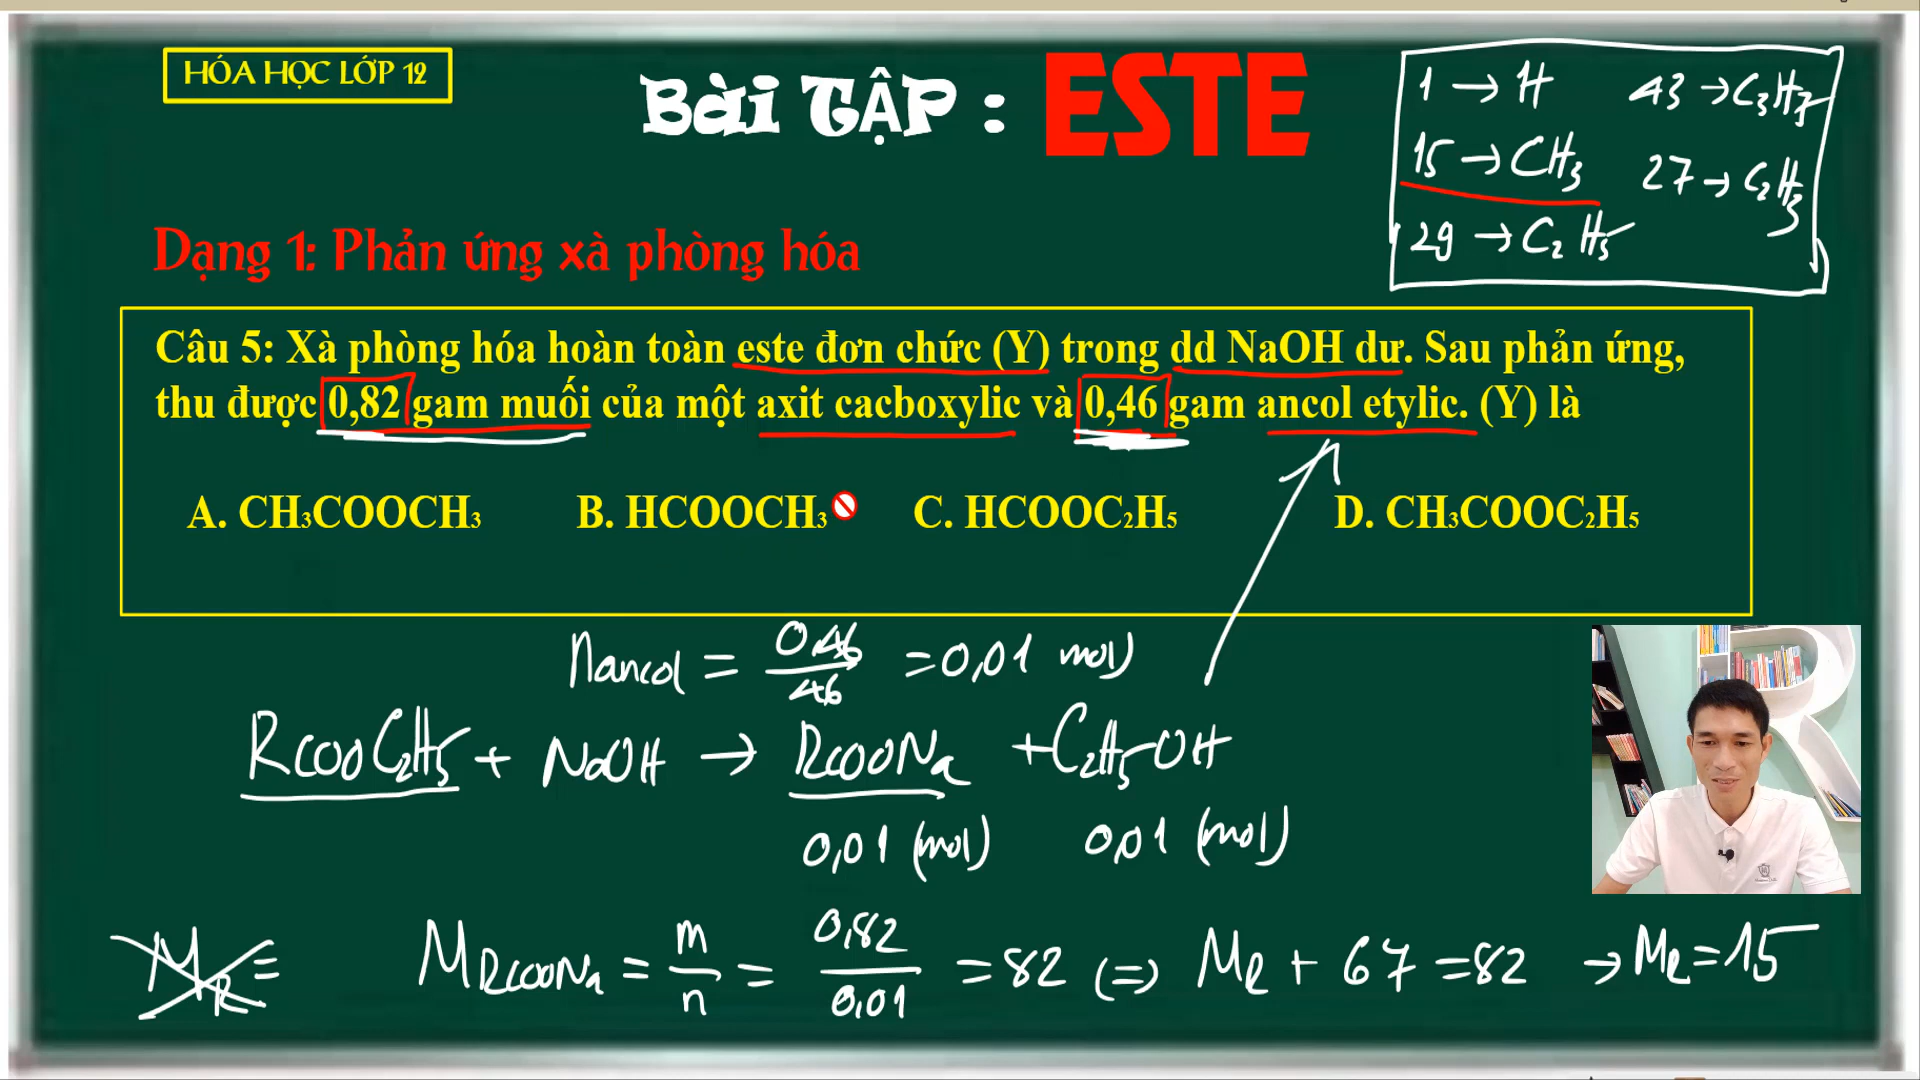 HÓA HỌC LỚP 12
Bài TẬP : ESTE
1 → H 43 → C₃H₇
15 → CH₃ 27 → C₂H₃
29 → C₂H₅
Dạng 1: Phản ứng xà phòng hóa
Câu 5: Xà phòng hóa hoàn toàn este đơn chức (Y) trong dd NaOH dư. Sau phản ứng,
thu được 0,82 gam muối của một axit cacboxylic và 0,46 gam ancol etylic. (Y) là
A. CH₃COOCH₃ B. HCOOCH₃ C. HCOOC₂H₅ D. CH₃COOC₂H₅
nancol = 0,46/46 = 0,01 mol
RCOOC₂H₅ + NaOH → RCOONa + C₂H₅OH
0,01 (mol) 0,01 (mol)
MR = MRCOONa = m/n = 0,82/0,01 = 82 (=) MR + 67 = 82 → MR = 15